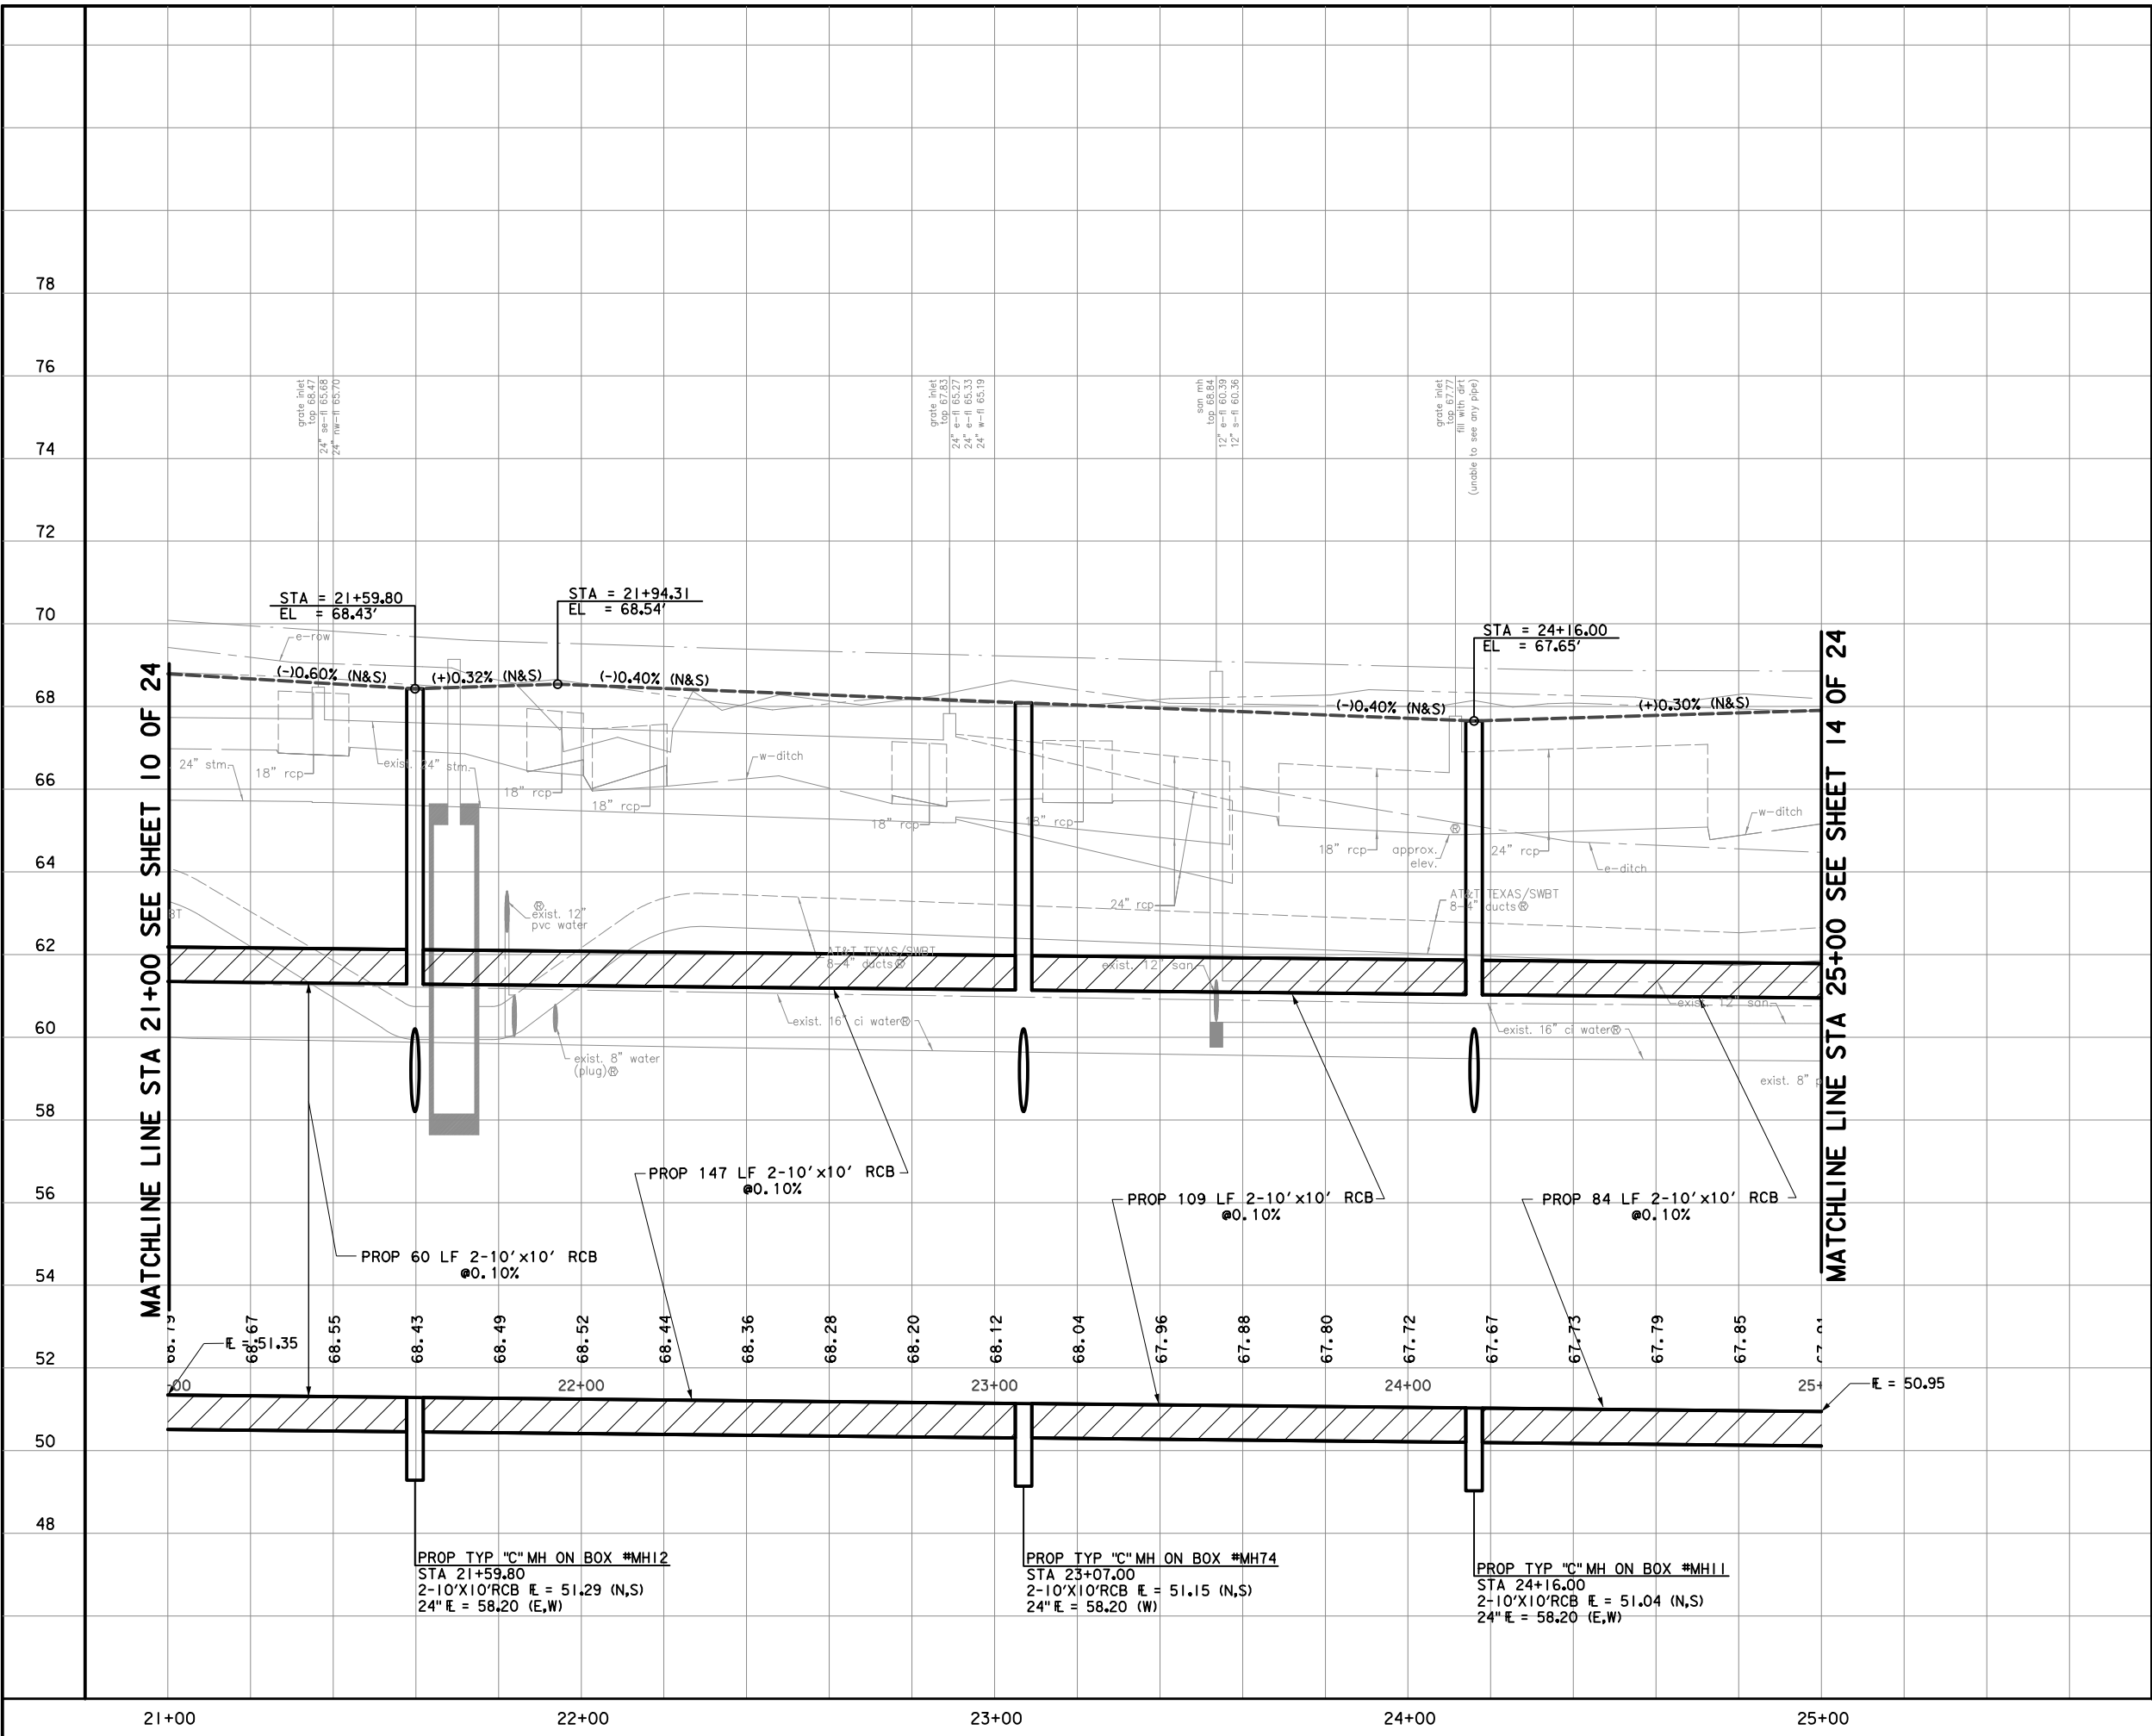 78
76
74
72
70
68
66
64
62
60
58
56
54
52
50
48
grate inlet
top 68.47
24" se-fl 65.68
24" nw-fl 65.70
grate inlet
top 67.83
24" e-fl 65.27
24" e-fl 65.33
24" w-fl 65.19
san mh
top 68.84
12" e-fl 60.39
12" s-fl 60.36
grate inlet
top 67.77
fill with dirt
(unable to see any pipe)
STA = 21+59.80
EL = 68.43'
STA = 21+94.31
EL = 68.54'
STA = 24+16.00
EL = 67.65'
e-row
(-)0.60% (N&S)
(+)0.32% (N&S)
(-)0.40% (N&S)
(-)0.40% (N&S)
(+)0.30% (N&S)
MATCHLINE LINE STA 21+00 SEE SHEET 10 OF 24
MATCHLINE LINE STA 25+00 SEE SHEET 14 OF 24
24" stm.
18" rcp
exist. 24" stm.
18" rcp
18" rcp
w-ditch
18" rcp
18" rcp
24" rcp
18" rcp
®
approx.
elev.
24" rcp
w-ditch
e-ditch
BT
®
exist. 12"
pvc water
AT&T TEXAS/SWBT
8-4" ducts®
AT&T TEXAS/SWBT
8-4" ducts®
exist. 12" san.
exist. 12" san.
exist. 16" ci water®
exist. 16" ci water®
exist. 8" water
(plug)®
exist. 8" p
PROP 147 LF 2-10'x10' RCB
@0.10%
PROP 109 LF 2-10'x10' RCB
@0.10%
PROP 84 LF 2-10'x10' RCB
@0.10%
PROP 60 LF 2-10'x10' RCB
@0.10%
68.79
68.67
68.55
68.43
68.49
68.52
68.44
68.36
68.28
68.20
68.12
68.04
67.96
67.88
67.80
67.72
67.67
67.73
67.79
67.85
FL = 51.35
FL = 50.95
+00
22+00
23+00
24+00
25+
PROP TYP "C" MH ON BOX #MH12
STA 21+59.80
2-10'X10'RCB FL = 51.29 (N,S)
24" FL = 58.20 (E,W)
PROP TYP "C" MH ON BOX #MH74
STA 23+07.00
2-10'X10'RCB FL = 51.15 (N,S)
24" FL = 58.20 (W)
PROP TYP "C" MH ON BOX #MH11
STA 24+16.00
2-10'X10'RCB FL = 51.04 (N,S)
24" FL = 58.20 (E,W)
21+00
22+00
23+00
24+00
25+00